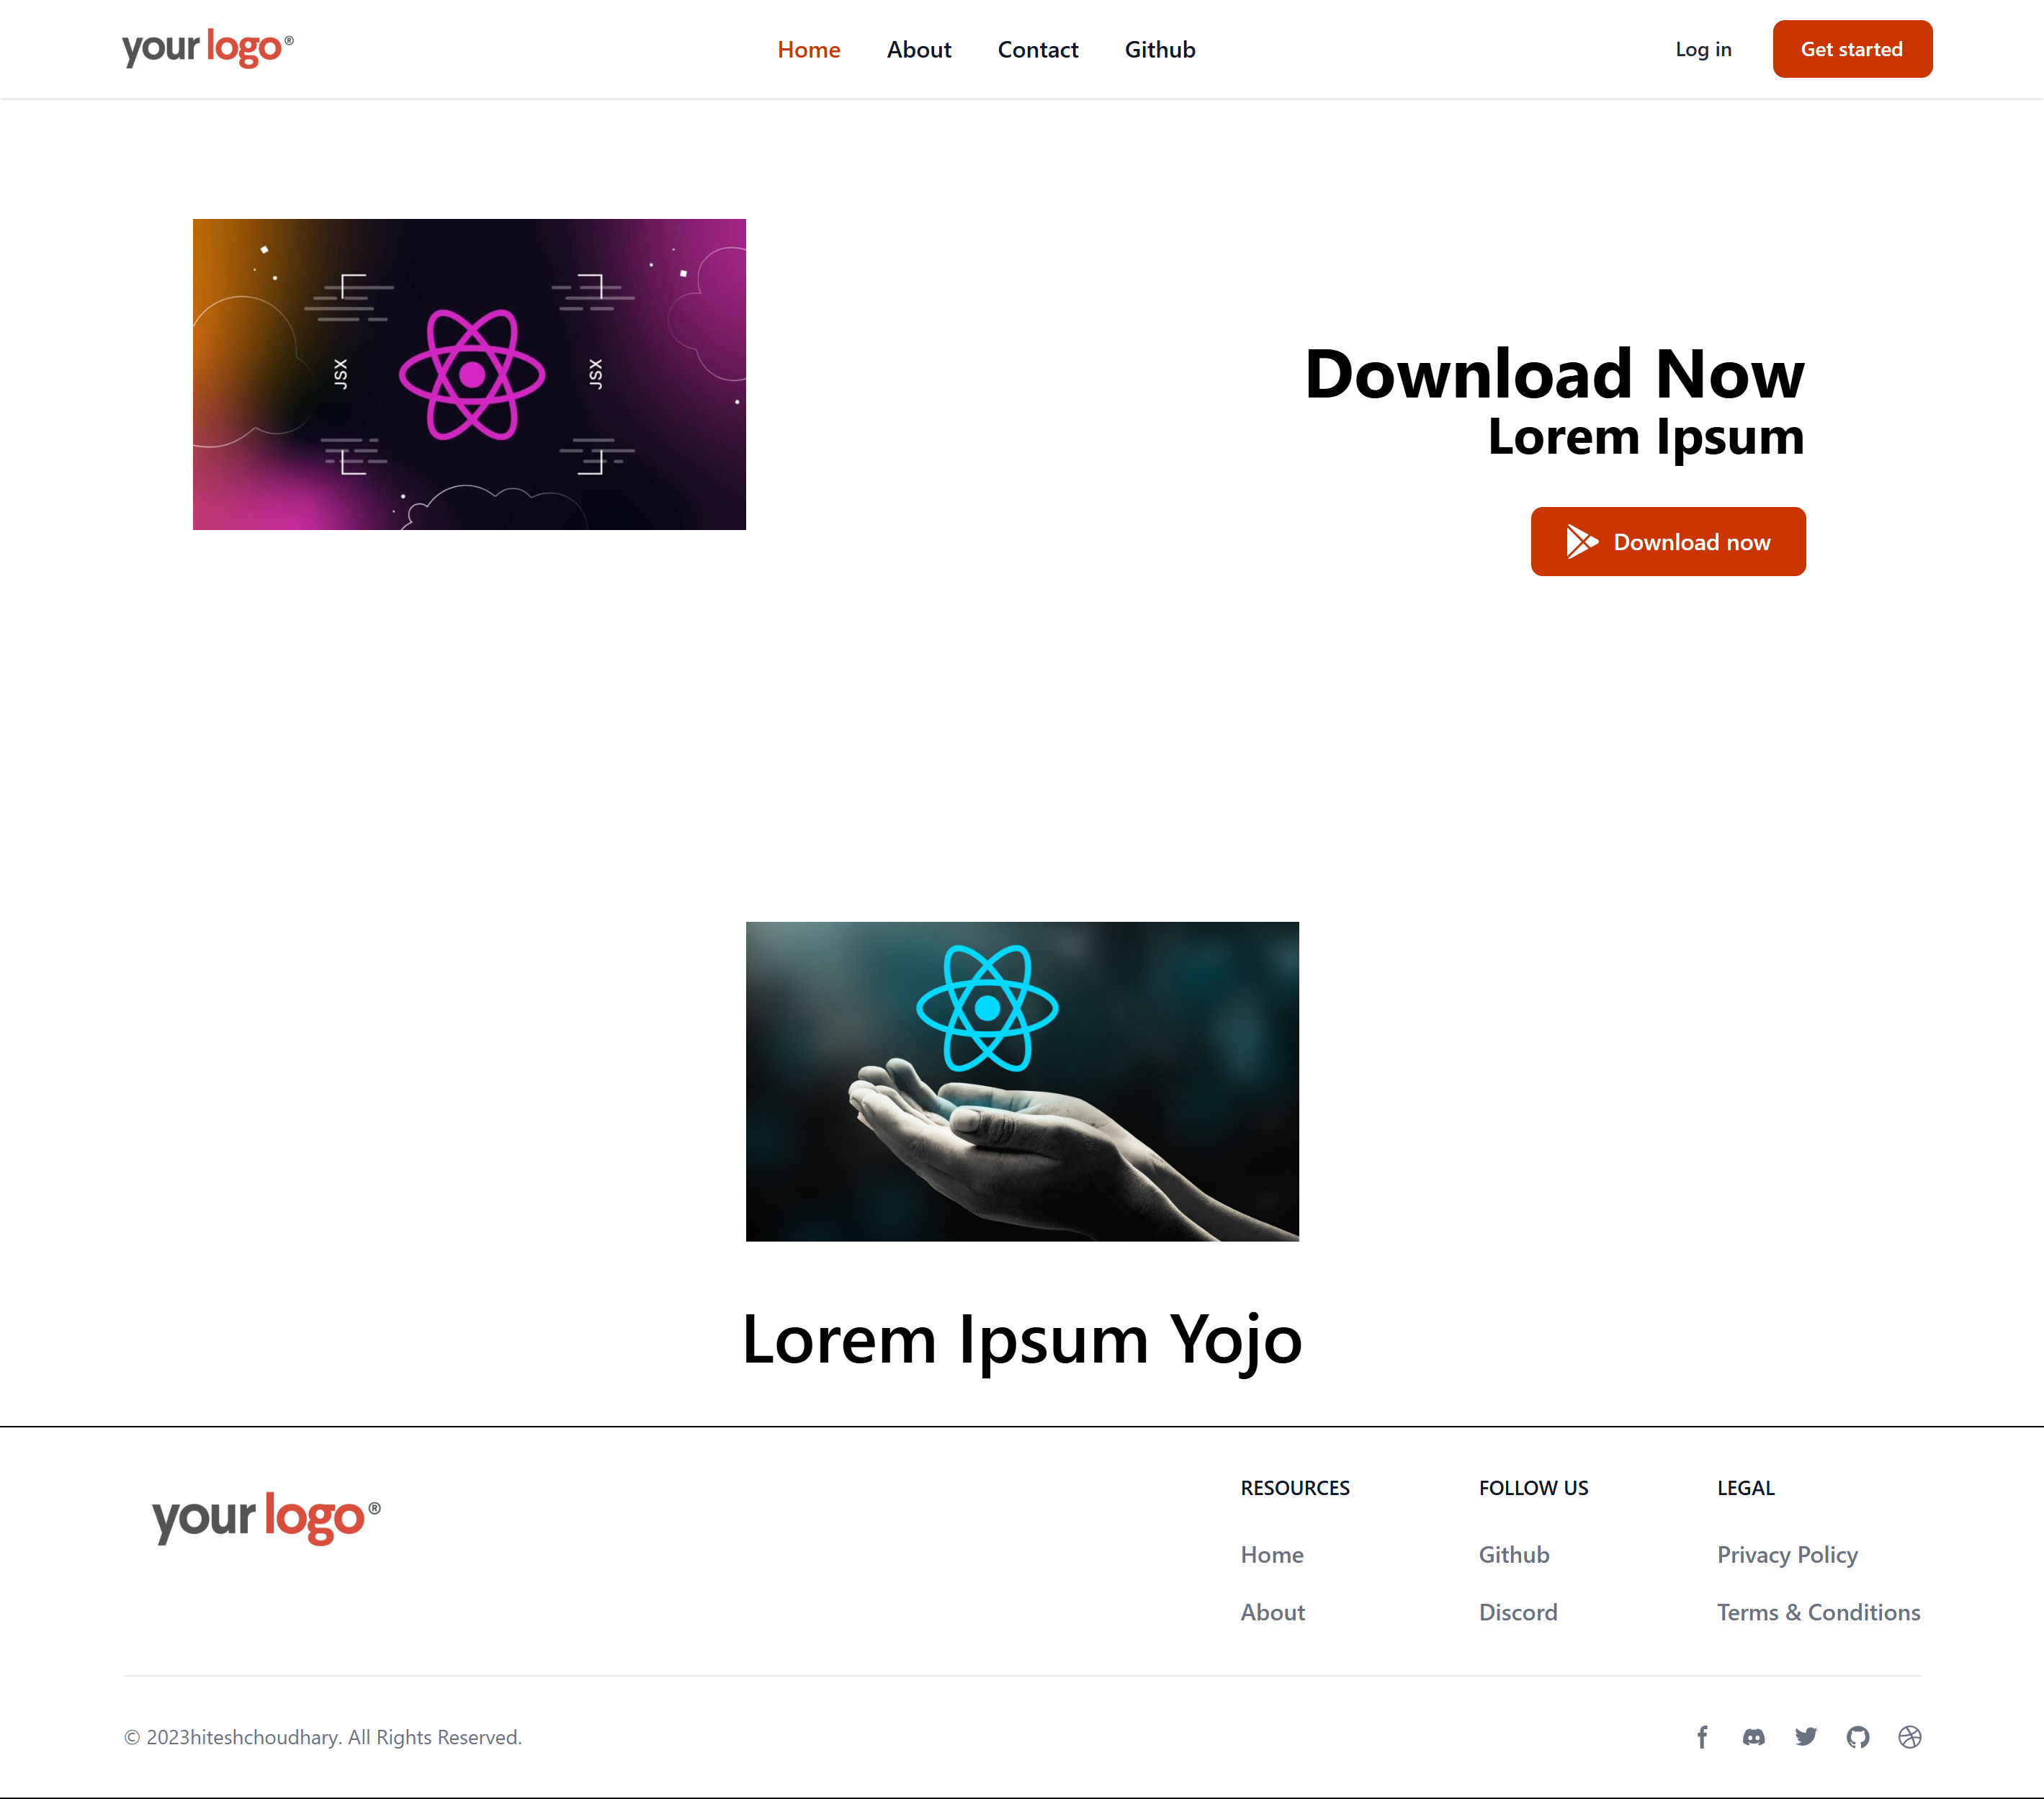 your logo®
Home About Contact Github
Log in Get started
JSX JSX
Download Now
Lorem Ipsum
Download now
Lorem Ipsum Yojo
your logo®
RESOURCES FOLLOW US LEGAL
Home Github Privacy Policy
About Discord Terms & Conditions
© 2023hiteshchoudhary. All Rights Reserved.